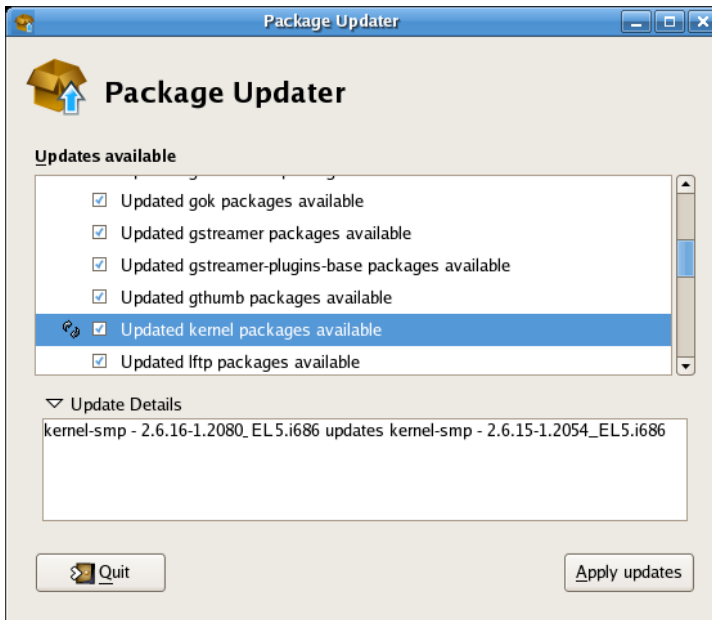 Package Updater
Package Updater
Updates available
Updated gok packages available
Updated gstreamer packages available
Updated gstreamer-plugins-base packages available
Updated gthumb packages available
Updated kernel packages available
Updated lftp packages available
Update Details
kernel-smp - 2.6.16-1.2080_EL5.i686 updates kernel-smp - 2.6.15-1.2054_EL5.i686
Quit
Apply updates